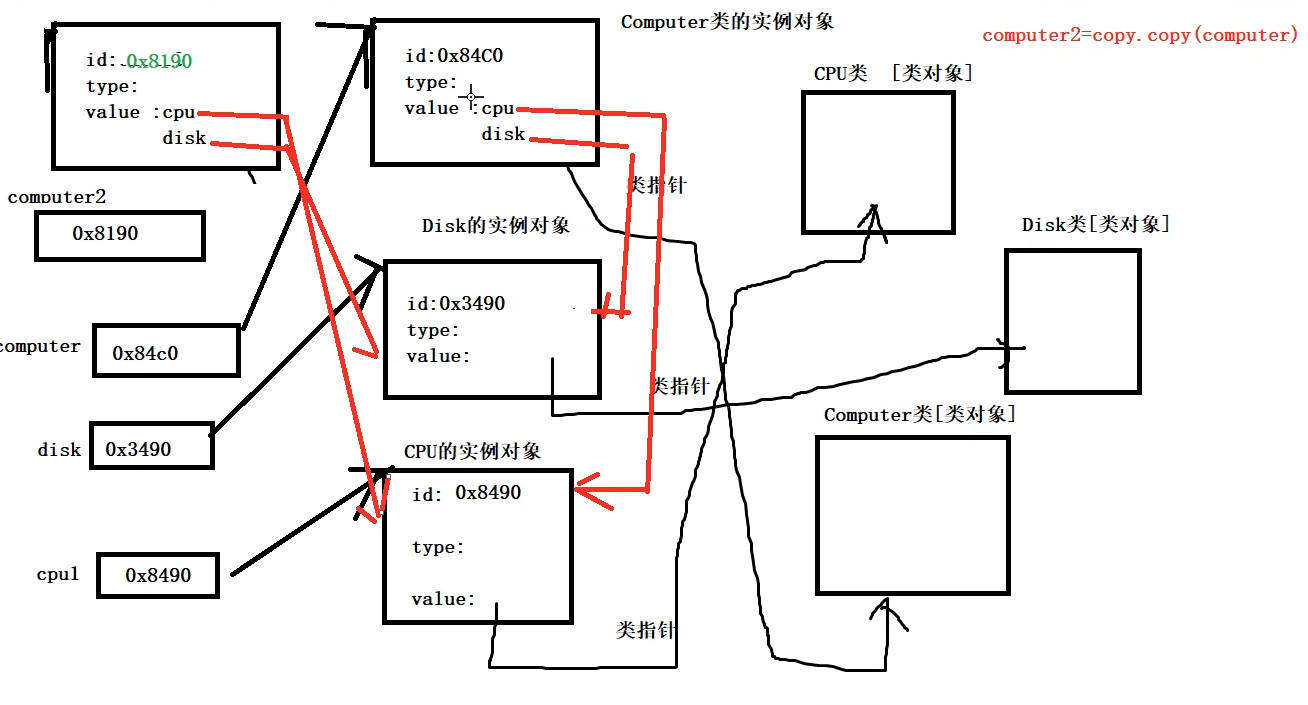 Computer类的实例对象
computer2=copy.copy(computer)
id: 0x8190
type:
value :cpu
disk
id:0x84C0
type:
value :cpu
disk
CPU类 [类对象]
computer2
0x8190
类指针
Disk的实例对象
Disk类[类对象]
id:0x3490
type:
value:
computer
0x84c0
类指针
Computer类[类对象]
disk
0x3490
CPU的实例对象
id: 0x8490
type:
value:
cpu1
0x8490
类指针